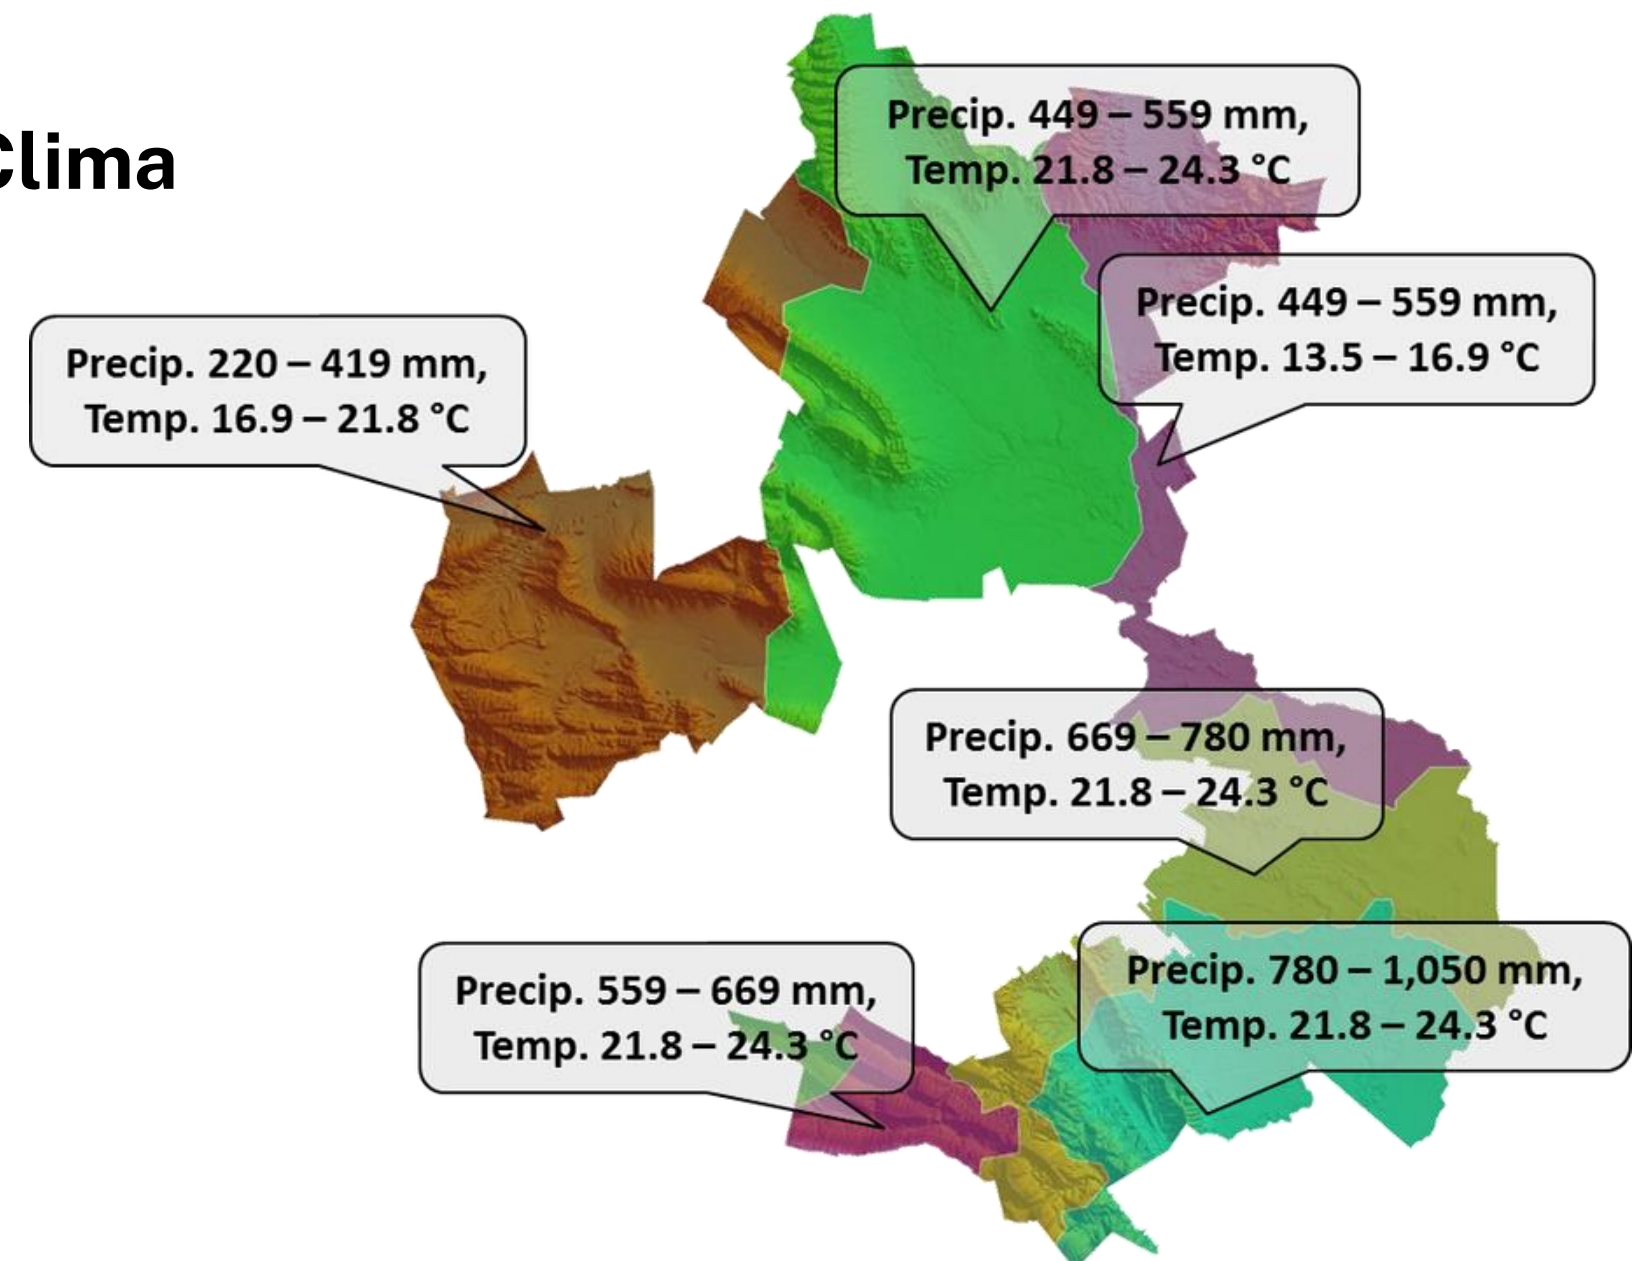 Clima
Precip. 449 – 559 mm,
Temp. 21.8 – 24.3 °C
Precip. 449 – 559 mm,
Temp. 13.5 – 16.9 °C
Precip. 220 – 419 mm,
Temp. 16.9 – 21.8 °C
Precip. 669 – 780 mm,
Temp. 21.8 – 24.3 °C
Precip. 780 – 1,050 mm,
Temp. 21.8 – 24.3 °C
Precip. 559 – 669 mm,
Temp. 21.8 – 24.3 °C